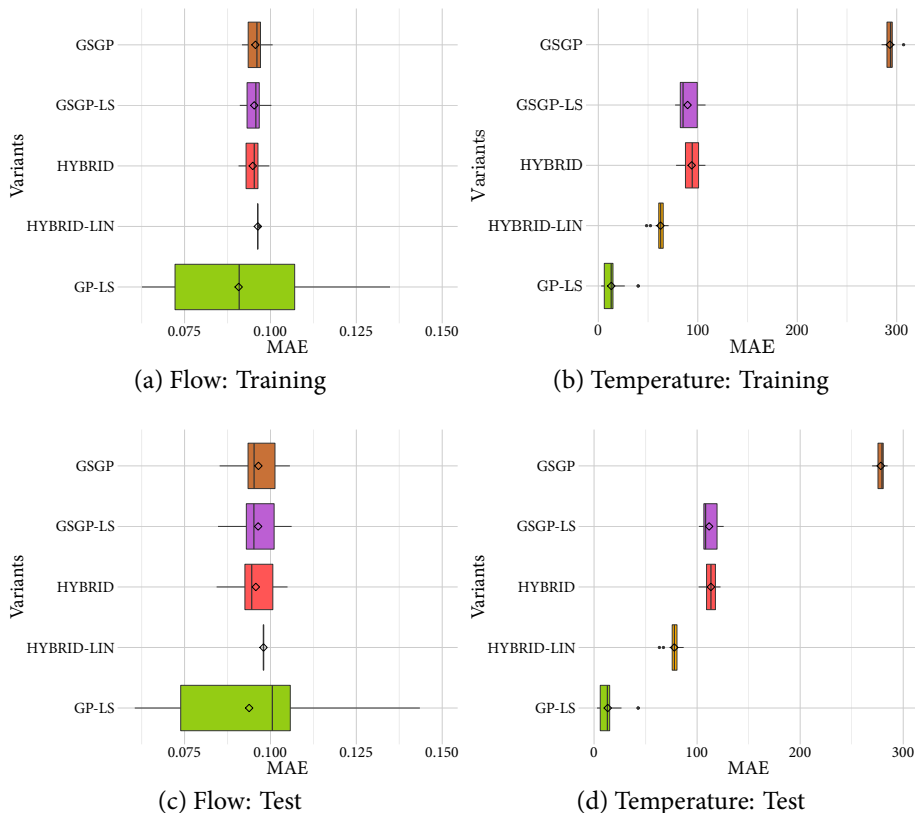 Variants
GSGP
GSGP-LS
HYBRID
HYBRID-LIN
GP-LS
0.075
0.100
0.125
0.150
MAE
(a) Flow: Training
Variants
GSGP
GSGP-LS
HYBRID
HYBRID-LIN
GP-LS
0
100
200
300
MAE
(b) Temperature: Training
Variants
GSGP
GSGP-LS
HYBRID
HYBRID-LIN
GP-LS
0.075
0.100
0.125
0.150
MAE
(c) Flow: Test
Variants
GSGP
GSGP-LS
HYBRID
HYBRID-LIN
GP-LS
0
100
200
300
MAE
(d) Temperature: Test